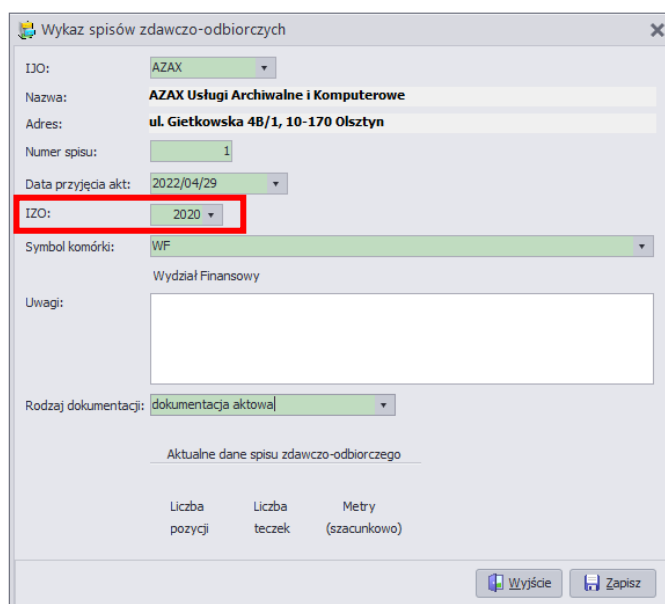 Wykaz spisów zdawczo-odbiorczych
IJO: AZAX
Nazwa: AZAX Usługi Archiwalne i Komputerowe
Adres: ul. Gietkowska 4B/1, 10-170 Olsztyn
Numer spisu: 1
Data przyjęcia akt: 2022/04/29
IZO: 2020
Symbol komórki: WF
Wydział Finansowy
Uwagi:
Rodzaj dokumentacji: dokumentacja aktowa
Aktualne dane spisu zdawczo-odbiorczego
Liczba Liczba Metry
pozycji teczek (szacunkowo)
Wyjście Zapisz